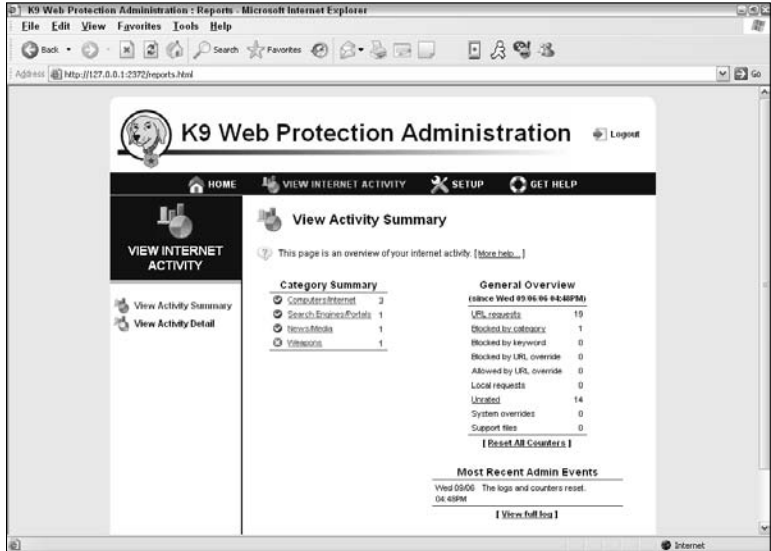 K9 Web Protection Administration : Reports - Microsoft Internet Explorer
File Edit View Favorites Tools Help
Back Search Favorites
Address http://127.0.0.1:2372/reports.html Go
K9 Web Protection Administration
Logout
HOME VIEW INTERNET ACTIVITY SETUP GET HELP
VIEW INTERNET
ACTIVITY
View Activity Summary
View Activity Detail
View Activity Summary
This page is an overview of your internet activity. [More help...]
Category Summary
Computers/Internet 3
Search Engines/Portals 1
News/Media 1
Weapons 1
General Overview
(since Wed 09/06/06 04:48PM)
URL requests 19
Blocked by category 1
Blocked by keyword 0
Blocked by URL override 0
Allowed by URL override 0
Local requests 0
Unrated 14
System overrides 0
Support files 0
[ Reset All Counters ]
Most Recent Admin Events
Wed 09/06 The logs and counters reset.
04:48PM
[ View full log ]
Internet